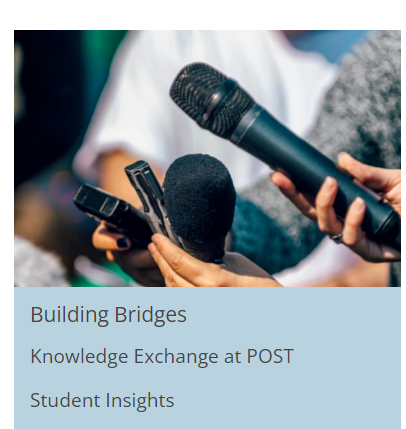 Building Bridges
Knowledge Exchange at POST
Student Insights